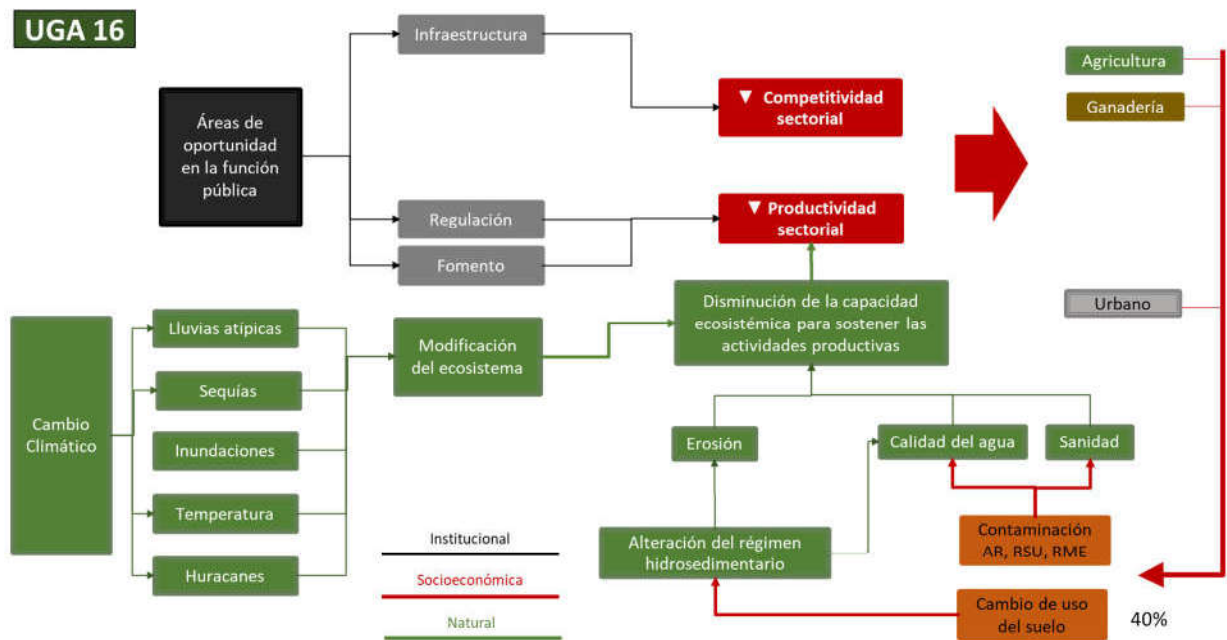 UGA 16
Infraestructura
Áreas de
oportunidad
en la función
pública
▼ Competitividad
sectorial
Agricultura
Ganadería
Regulación
Fomento
▼ Productividad
sectorial
Urbano
Cambio
Climático
Lluvias atípicas
Sequías
Inundaciones
Temperatura
Huracanes
Modificación
del ecosistema
Disminución de la capacidad
ecosistémica para sostener las
actividades productivas
Erosión
Calidad del agua
Sanidad
Alteración del régimen
hidrosedimentario
Contaminación
AR, RSU, RME
Cambio de uso
del suelo
40%
Institucional
Socioeconómica
Natural